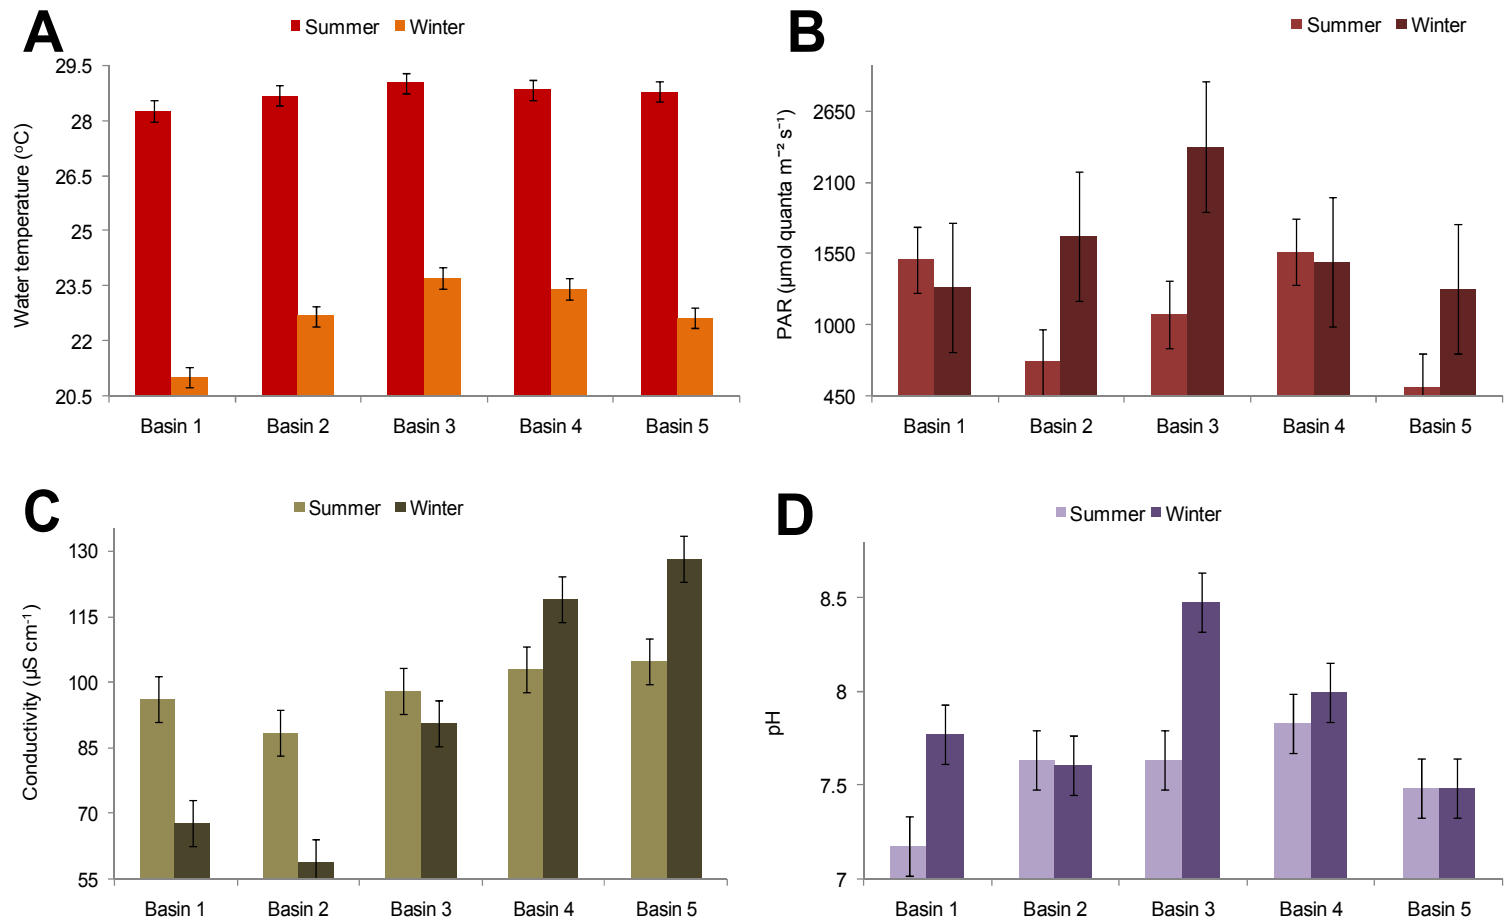 A
Summer Winter
Water temperature (°C)
29.5
28
26.5
25
23.5
22
20.5
Basin 1 Basin 2 Basin 3 Basin 4 Basin 5
B
Summer Winter
PAR (µmol quanta m⁻² s⁻¹)
2650
2100
1550
1000
450
Basin 1 Basin 2 Basin 3 Basin 4 Basin 5
C
Summer Winter
Conductivity (µS cm⁻¹)
130
115
100
85
70
55
Basin 1 Basin 2 Basin 3 Basin 4 Basin 5
D
Summer Winter
pH
8.5
8
7.5
7
Basin 1 Basin 2 Basin 3 Basin 4 Basin 5